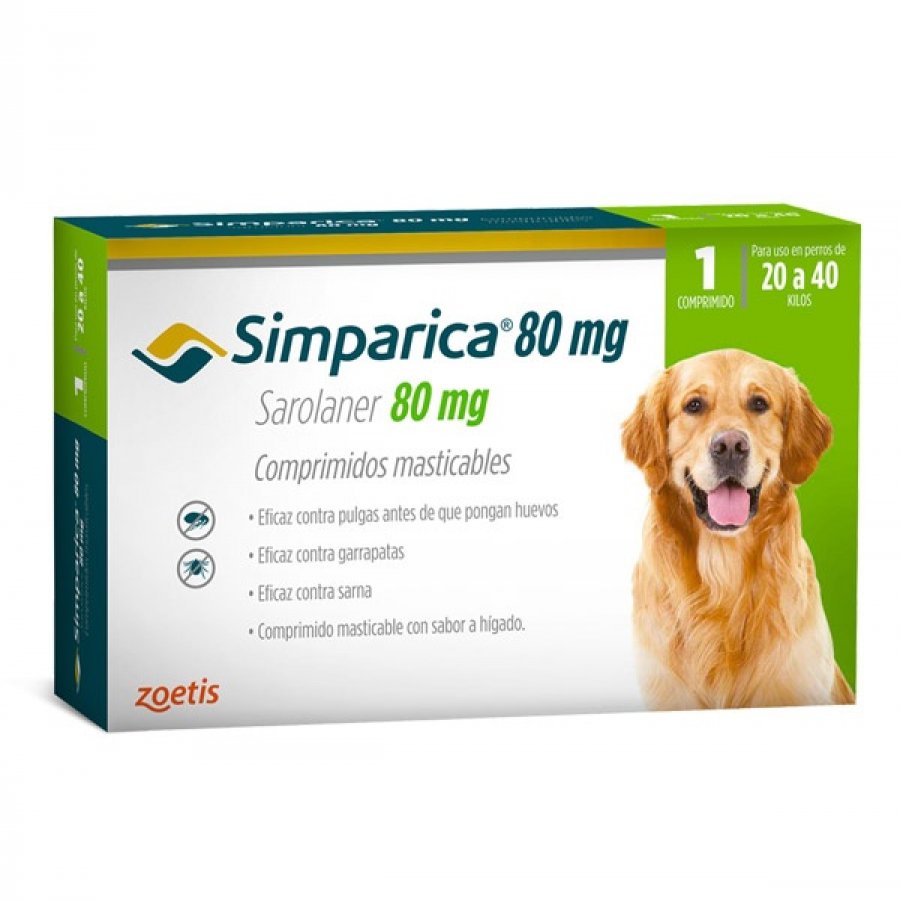 Simparica® 80 mg
1
COMPRIMIDO
Para uso en perros de
20 a 40
KILOS
Simparica® 80 mg
Sarolaner 80 mg
Comprimidos masticables
• Eficaz contra pulgas antes de que pongan huevos
• Eficaz contra garrapatas
• Eficaz contra sarna
• Comprimido masticable con sabor a hígado.
zoetis
1
20 a 40
Simparica® 80 mg